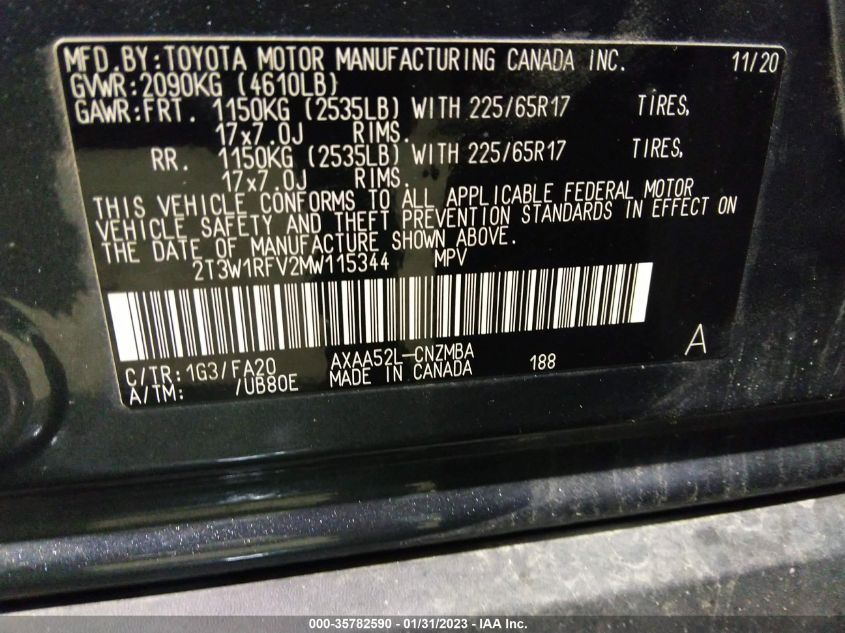 MFD.BY:TOYOTA MOTOR MANUFACTURING CANADA INC. 11/20
GVWR:2090KG (4610LB)
GAWR:FRT. 1150KG (2535LB) WITH 225/65R17 TIRES,
17x7.0J RIMS.
RR. 1150KG (2535LB) WITH 225/65R17 TIRES,
17x7.0J RIMS.
THIS VEHICLE CONFORMS TO ALL APPLICABLE FEDERAL MOTOR
VEHICLE SAFETY AND THEFT PREVENTION STANDARDS IN EFFECT ON
THE DATE OF MANUFACTURE SHOWN ABOVE.
2T3W1RFV2MW115344 MPV
A
C/TR:1G3/FA20 AXAA52L-CNZMBA
A/TM: /UB80E MADE IN CANADA 188
000-35782590 - 01/31/2023 - IAA Inc.